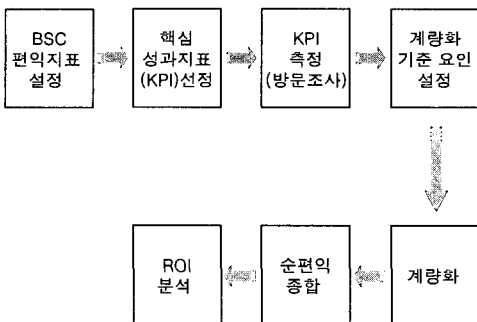 BSC
편익지표
설정
핵심
성과지표
(KPI)선정
KPI
측정
(방문조사)
계량화
기준 요인
설정
계량화
순편익
종합
ROI
분석